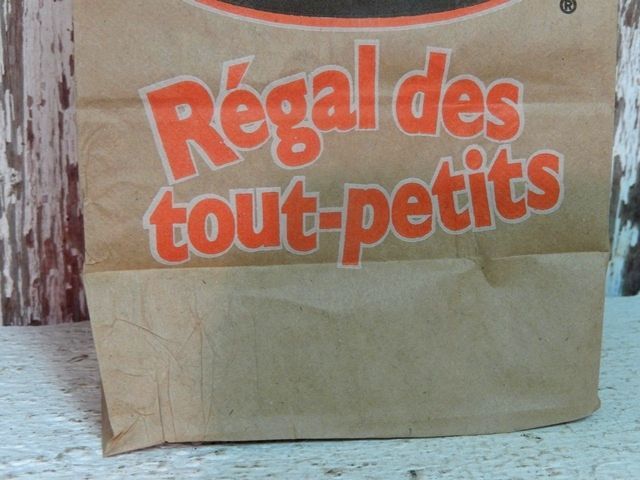 ®
Régal des
tout-petits